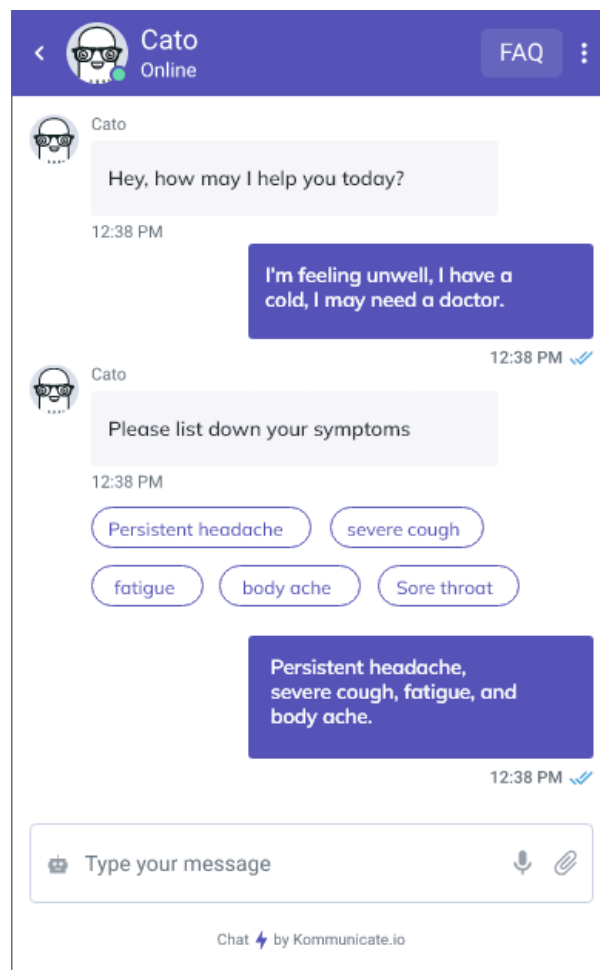 Cato
Online
FAQ
Cato
Hey, how may I help you today?
12:38 PM
I'm feeling unwell, I have a
cold, I may need a doctor.
12:38 PM
Cato
Please list down your symptoms
12:38 PM
Persistent headache
severe cough
fatigue
body ache
Sore throat
Persistent headache,
severe cough, fatigue, and
body ache.
12:38 PM
Type your message
Chat by Kommunicate.io